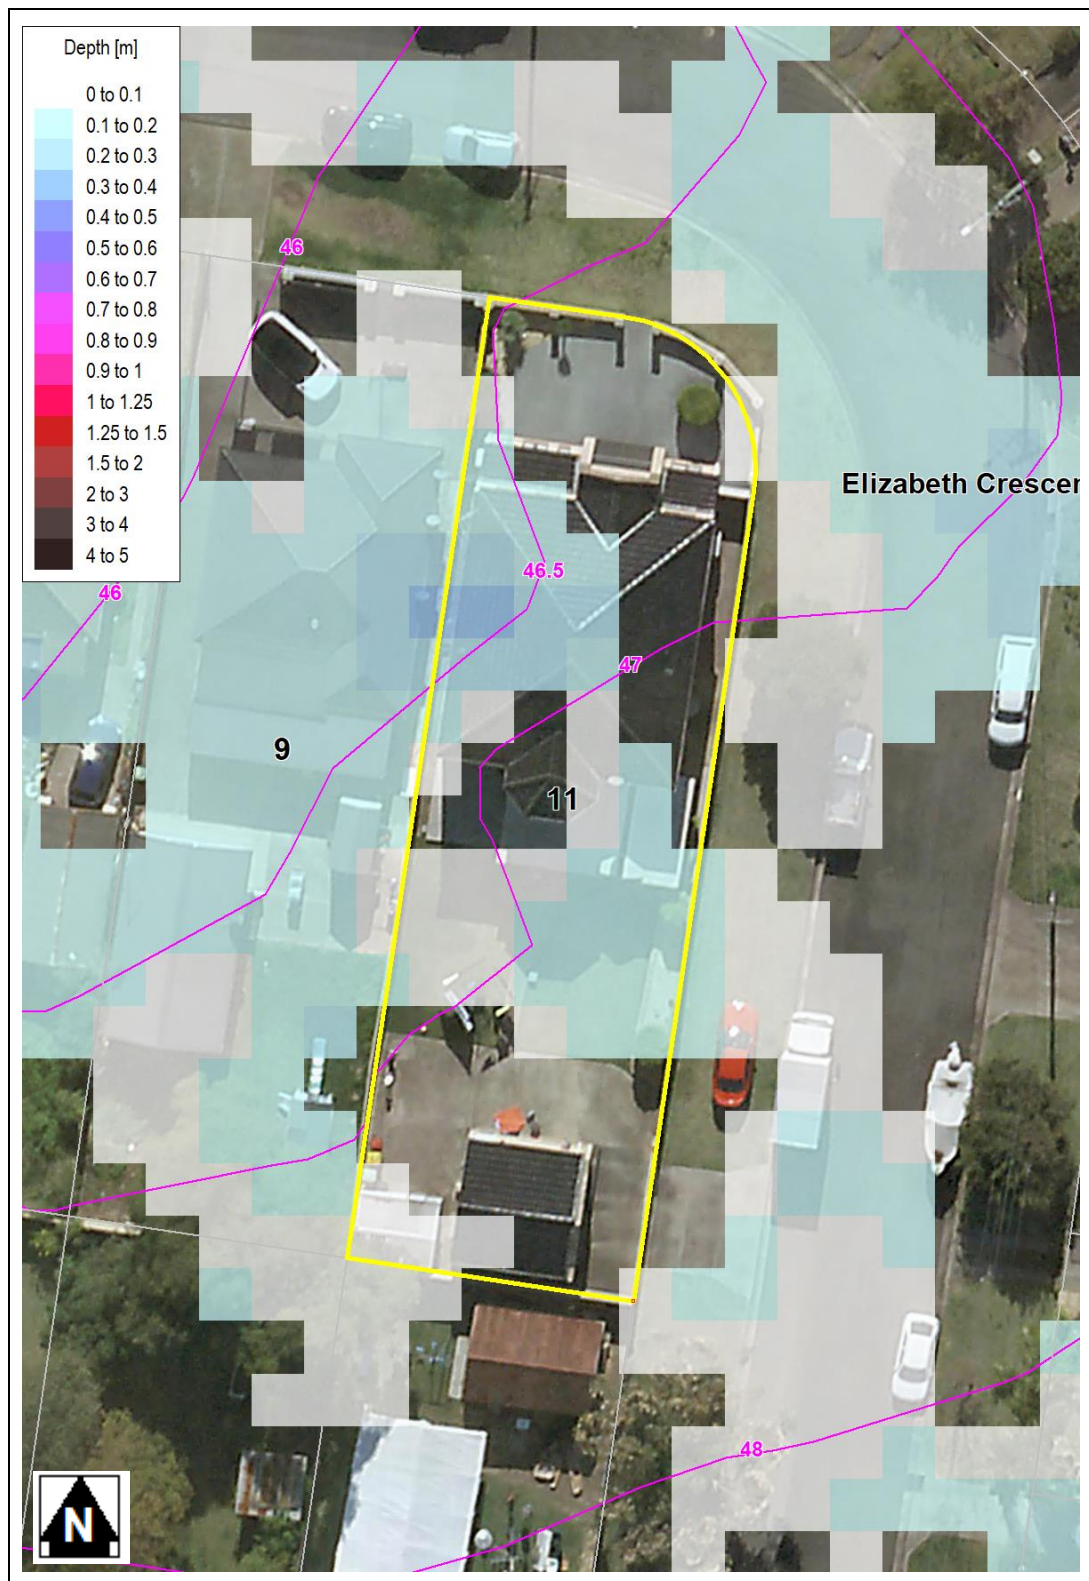 Depth [m]
0 to 0.1
0.1 to 0.2
0.2 to 0.3
0.3 to 0.4
0.4 to 0.5
0.5 to 0.6
0.6 to 0.7
0.7 to 0.8
0.8 to 0.9
0.9 to 1
1 to 1.25
1.25 to 1.5
1.5 to 2
2 to 3
3 to 4
4 to 5
46
Elizabeth Crescen
46.5
46
47
9
11
48
N